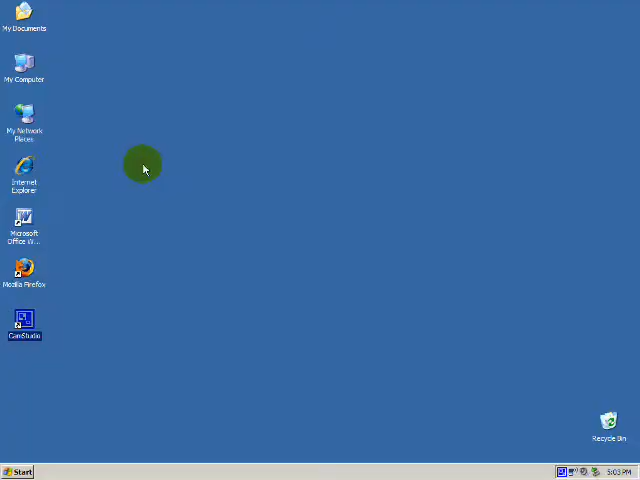 My Documents
My Computer
My Network
Places
Internet
Explorer
Microsoft
Office W...
Mozilla Firefox
CamStudio
Recycle Bin
Start
5:03 PM